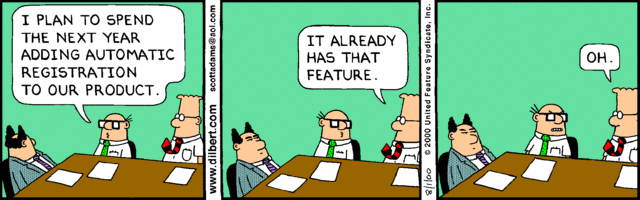 I PLAN TO SPEND
THE NEXT YEAR
ADDING AUTOMATIC
REGISTRATION
TO OUR PRODUCT.
www.dilbert.com scottadams@aol.com
IT ALREADY
HAS THAT
FEATURE.
8/1/00 © 2000 United Feature Syndicate, Inc.
OH.